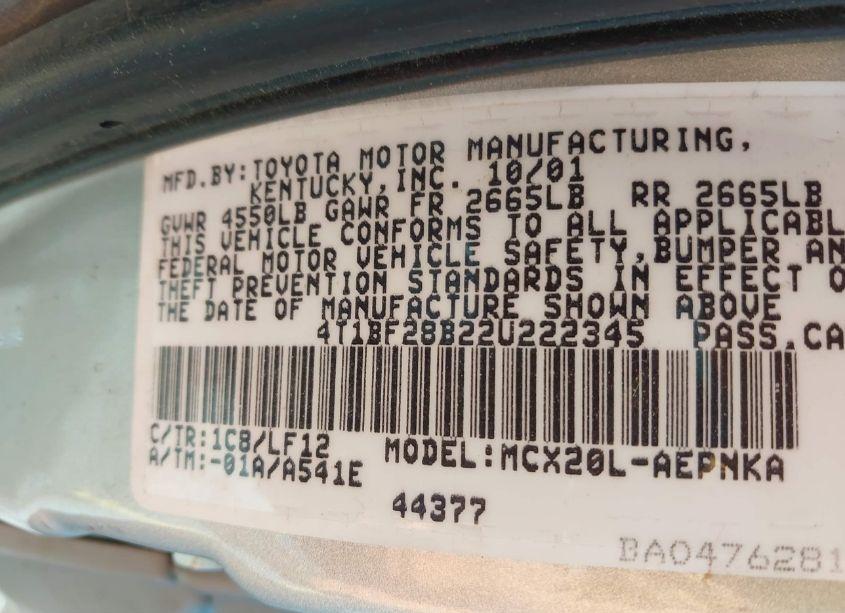 MFD.BY:TOYOTA MOTOR MANUFACTURING,
KENTUCKY,INC. 10/01
GVWR 4550LB GAWR FR 2665LB RR 2665LB
THIS VEHICLE CONFORMS TO ALL APPLICABL
FEDERAL MOTOR VEHICLE SAFETY,BUMPER AN
THEFT PREVENTION STANDARDS IN EFFECT O
THE DATE OF MANUFACTURE SHOWN ABOVE
4T1BF28B22U222345 PASS.CA
C/TR:1C8/LF12
A/TM:-01A/A541E
MODEL:MCX20L-AEPNKA
44377
BA0476281